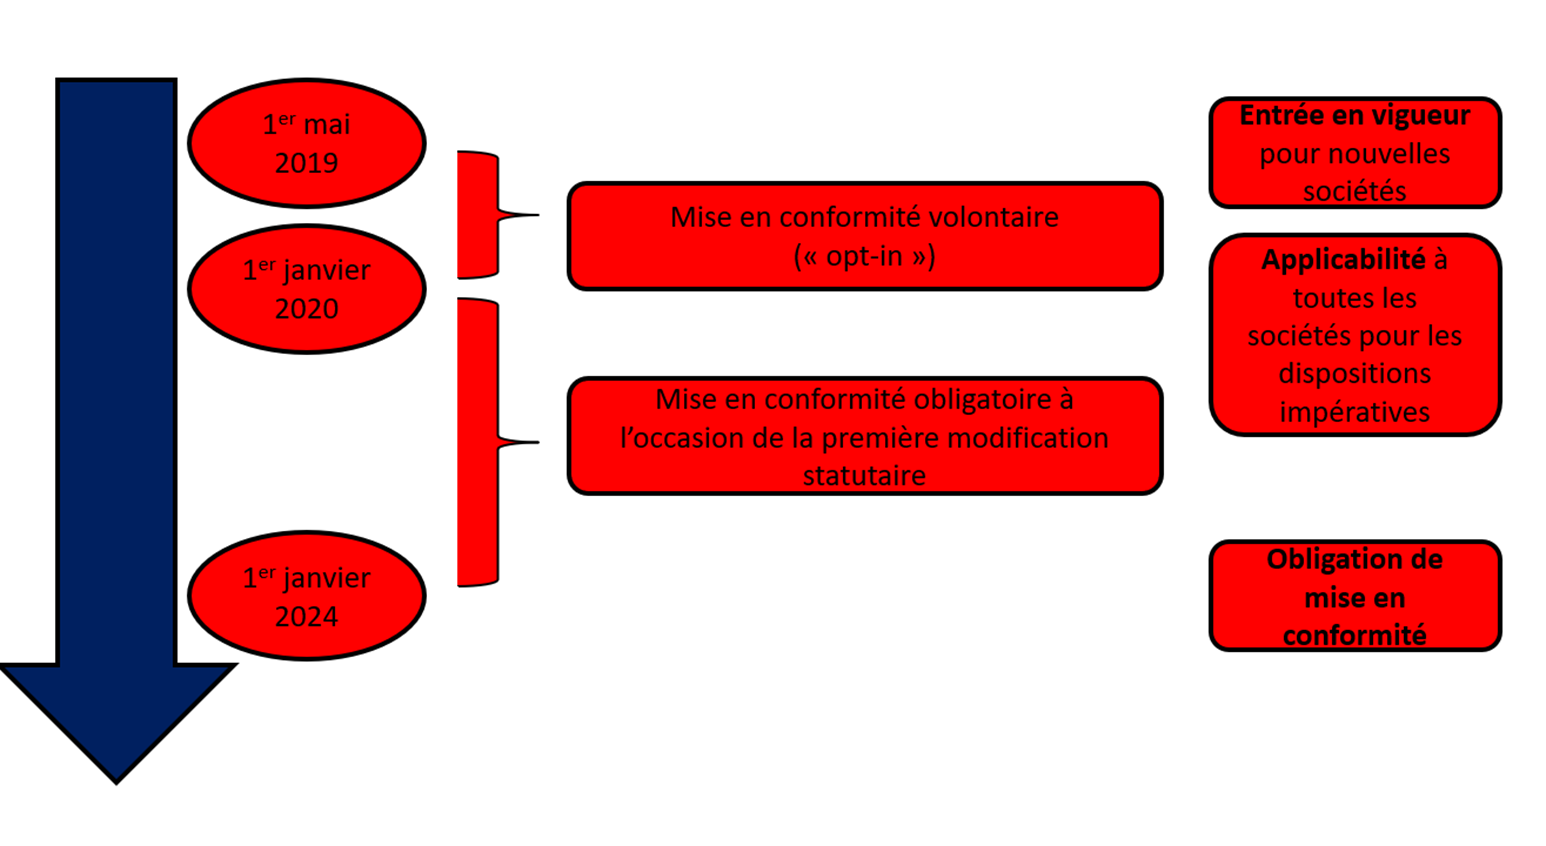 1er mai
2019
Entrée en vigueur
pour nouvelles
sociétés
Mise en conformité volontaire
(« opt-in »)
1er janvier
2020
Applicabilité à
toutes les
sociétés pour les
dispositions
impératives
Mise en conformité obligatoire à
l’occasion de la première modification
statutaire
1er janvier
2024
Obligation de
mise en
conformité